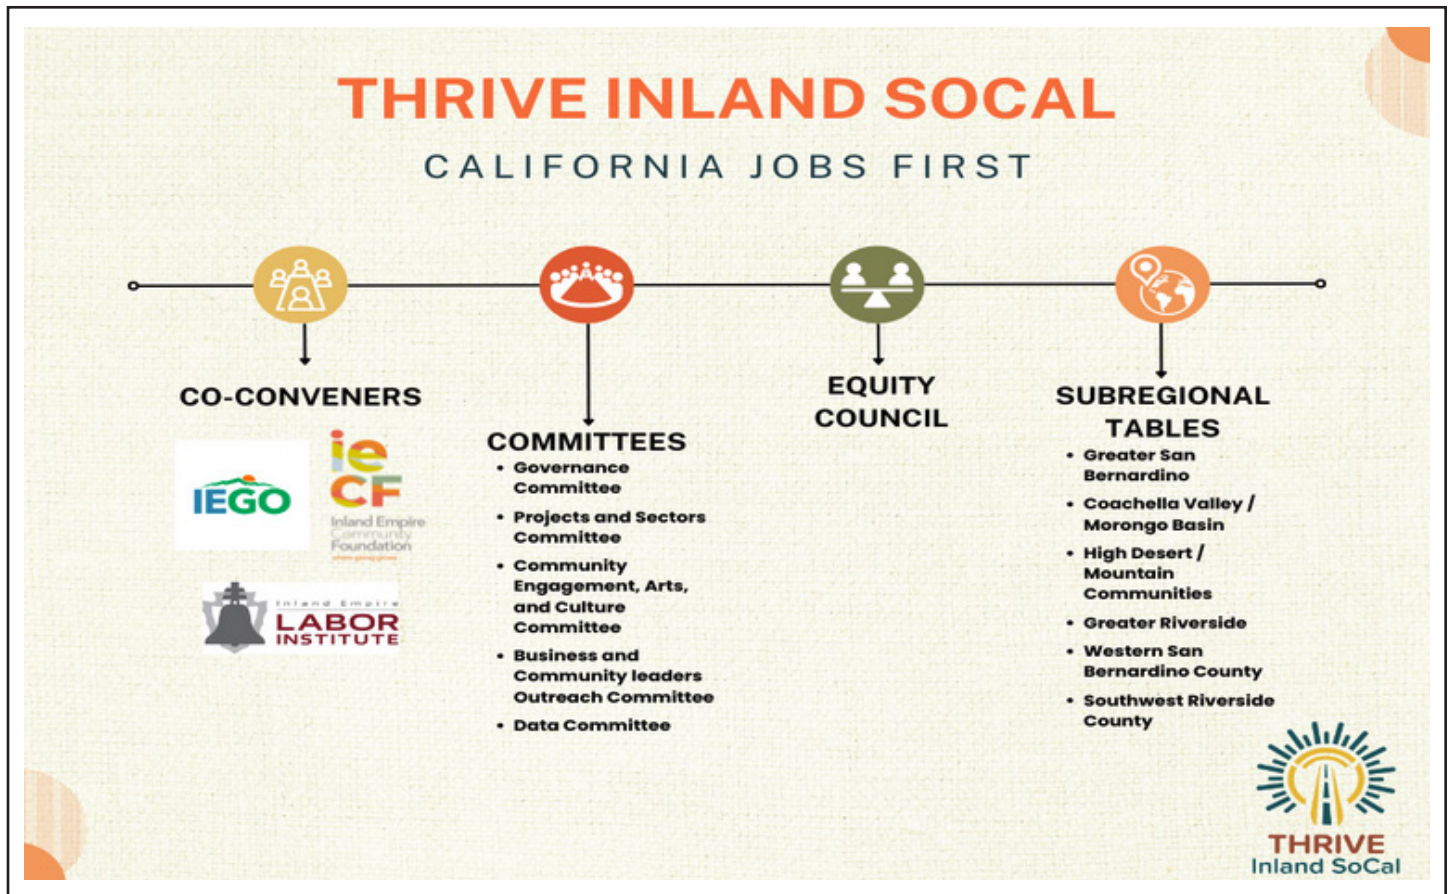 THRIVE INLAND SOCAL
CALIFORNIA JOBS FIRST
CO-CONVENERS
IEGO
ie
CF
Inland Empire
Community
Foundation
Inland Empire
LABOR
INSTITUTE
COMMITTEES
• Governance
Committee
• Projects and Sectors
Committee
• Community
Engagement, Arts,
and Culture
Committee
• Business and
Community leaders
Outreach Committee
• Data Committee
EQUITY
COUNCIL
SUBREGIONAL
TABLES
• Greater San
Bernardino
• Coachella Valley /
Morongo Basin
• High Desert /
Mountain
Communities
• Greater Riverside
• Western San
Bernardino County
• Southwest Riverside
County
THRIVE
Inland SoCal